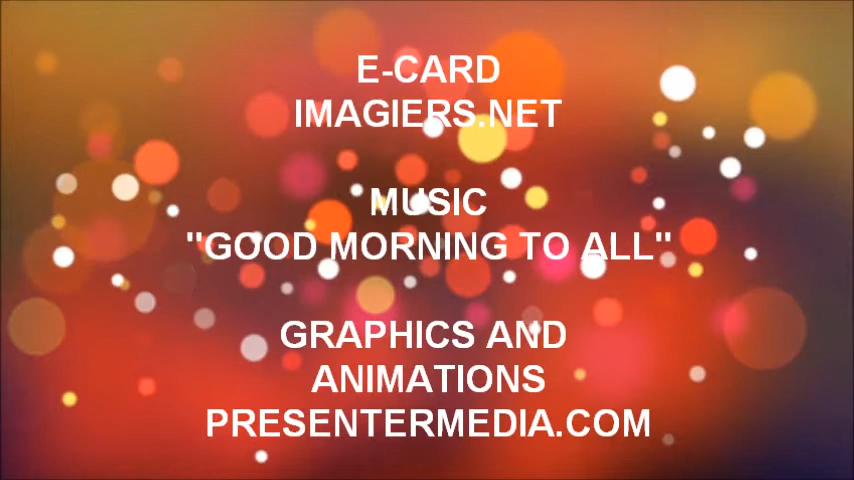 E-CARD
IMAGIERS.NET
MUSIC
"GOOD MORNING TO ALL"
GRAPHICS AND
ANIMATIONS
PRESENTERMEDIA.COM